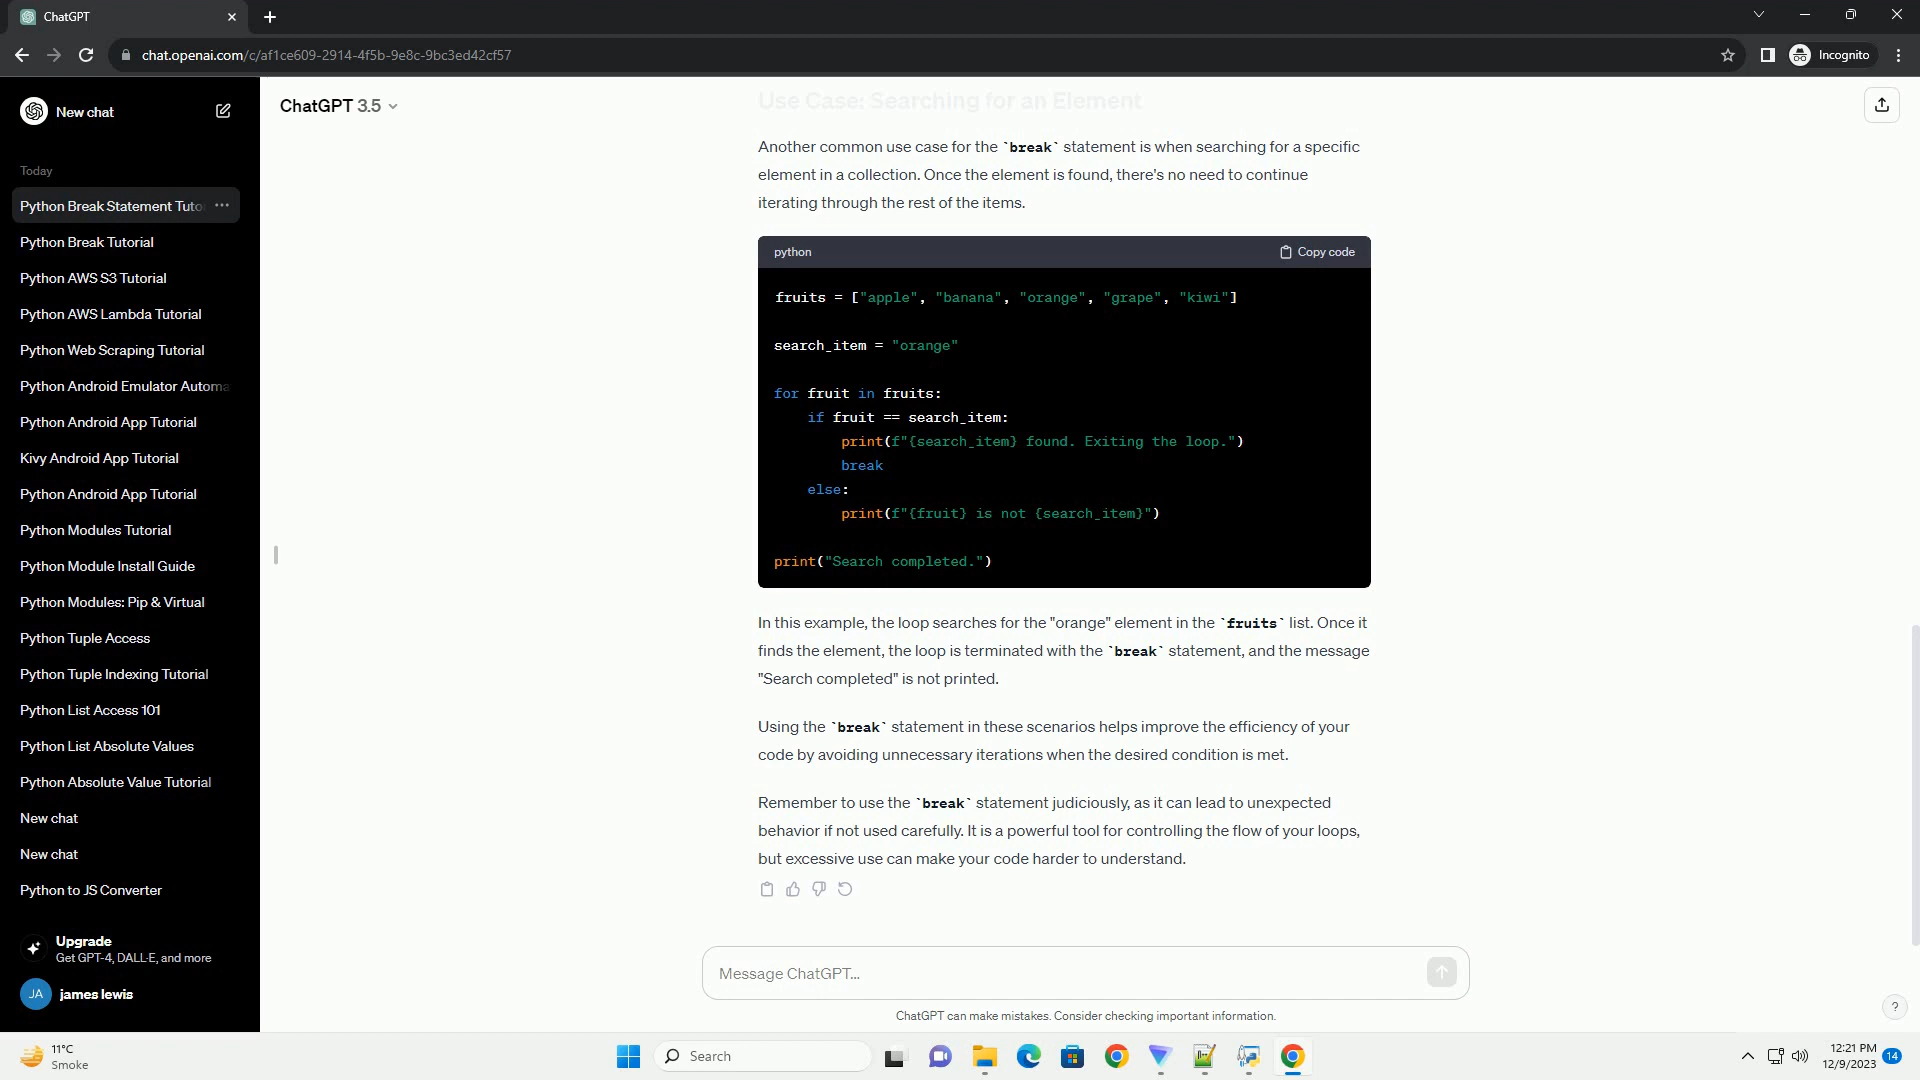 ChatGPT
chat.openai.com/c/af1ce609-2914-4f5b-9e8c-9bc3ed42cf57
Incognito
New chat
Today
Python Break Statement Tuto
Python Break Tutorial
Python AWS S3 Tutorial
Python AWS Lambda Tutorial
Python Web Scraping Tutorial
Python Android Emulator Automa
Python Android App Tutorial
Kivy Android App Tutorial
Python Android App Tutorial
Python Modules Tutorial
Python Module Install Guide
Python Modules: Pip & Virtual
Python Tuple Access
Python Tuple Indexing Tutorial
Python List Access 101
Python List Absolute Values
Python Absolute Value Tutorial
New chat
New chat
Python to JS Converter
Upgrade
Get GPT-4, DALL·E, and more
JA
james lewis
ChatGPT 3.5
Use Case: Searching for an Element
Another common use case for the `break` statement is when searching for a specific
element in a collection. Once the element is found, there's no need to continue
iterating through the rest of the items.
python
Copy code
fruits = ["apple", "banana", "orange", "grape", "kiwi"]
search_item = "orange"
for fruit in fruits:
if fruit == search_item:
print(f"{search_item} found. Exiting the loop.")
break
else:
print(f"{fruit} is not {search_item}")
print("Search completed.")
In this example, the loop searches for the "orange" element in the `fruits` list. Once it
finds the element, the loop is terminated with the `break` statement, and the message
"Search completed" is not printed.
Using the `break` statement in these scenarios helps improve the efficiency of your
code by avoiding unnecessary iterations when the desired condition is met.
Remember to use the `break` statement judiciously, as it can lead to unexpected
behavior if not used carefully. It is a powerful tool for controlling the flow of your loops,
but excessive use can make your code harder to understand.
Message ChatGPT...
ChatGPT can make mistakes. Consider checking important information.
?
11°C
Smoke
Search
12:21 PM
12/9/2023
14